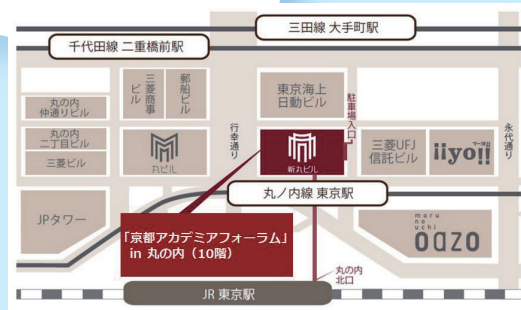 三田線 大手町駅
千代田線 二重橋前駅
三菱商事
ビル
郵船ビル
東京海上
日動ビル
駐車場入口
丸の内
仲通りビル
丸の内
二丁目ビル
三菱ビル
丸ビル
行幸通り
新丸ビル
三菱UFJ
信託ビル
iiyo!!
永代通り
丸ノ内線 東京駅
JPタワー
「京都アカデミアフォーラム」
in 丸の内（10階）
maru
no
uchi
oazo
丸の内
北口
JR 東京駅